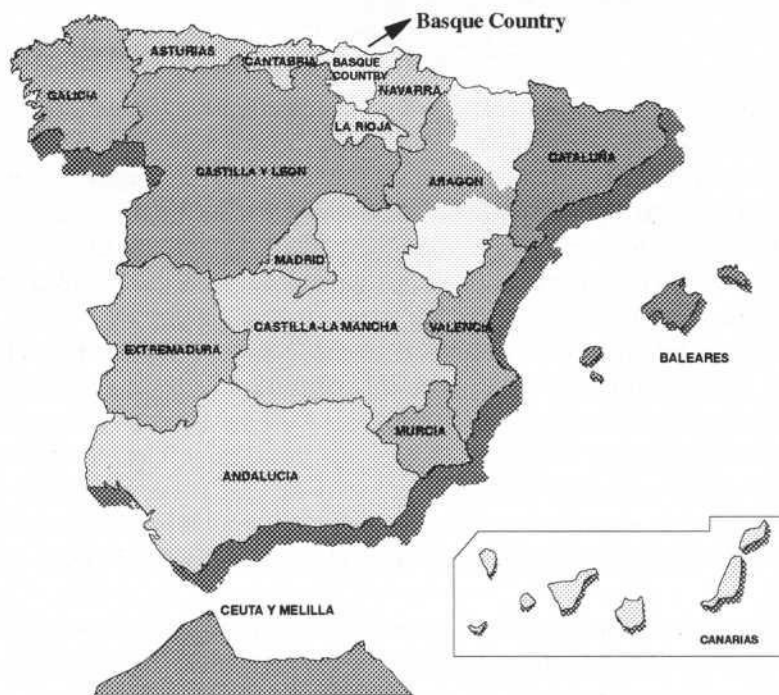 Basque Country
ASTURIAS
CANTABRIA
BASQUE
COUNTRY
NAVARRA
GALICIA
LA RIOJA
CATALUÑA
CASTILLA Y LEON
ARAGON
MADRID
CASTILLA-LA MANCHA
VALENCIA
EXTREMADURA
BALEARES
MURCIA
ANDALUCIA
CEUTA Y MELILLA
CANARIAS